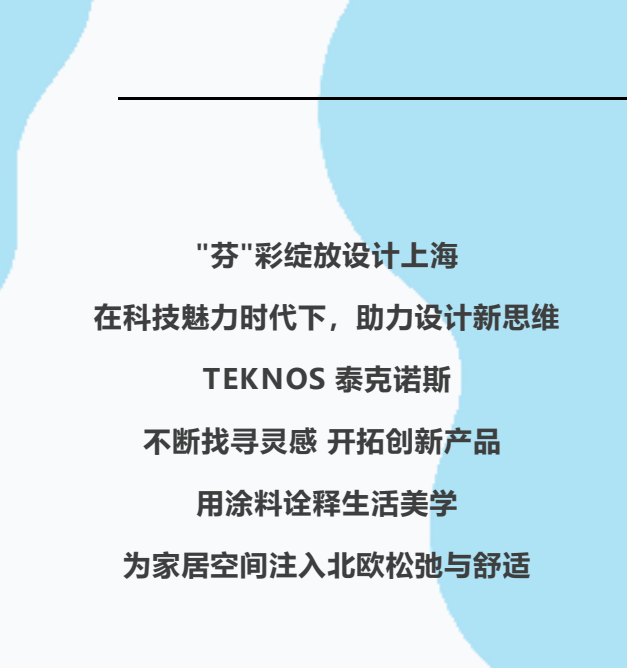 "芬"彩绽放设计上海
在科技魅力时代下，助力设计新思维
TEKNOS 泰克诺斯
不断找寻灵感 开拓创新产品
用涂料诠释生活美学
为家居空间注入北欧松弛与舒适